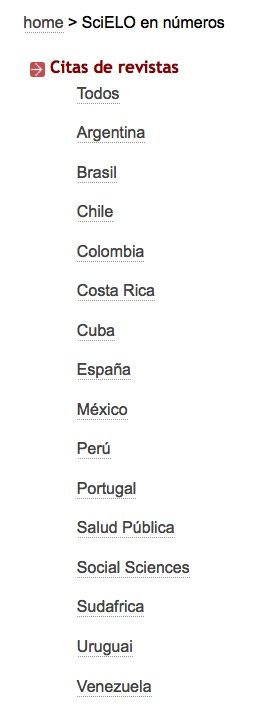 home > SciELO en números
Citas de revistas
Todos
Argentina
Brasil
Chile
Colombia
Costa Rica
Cuba
España
México
Perú
Portugal
Salud Pública
Social Sciences
Sudafrica
Uruguai
Venezuela